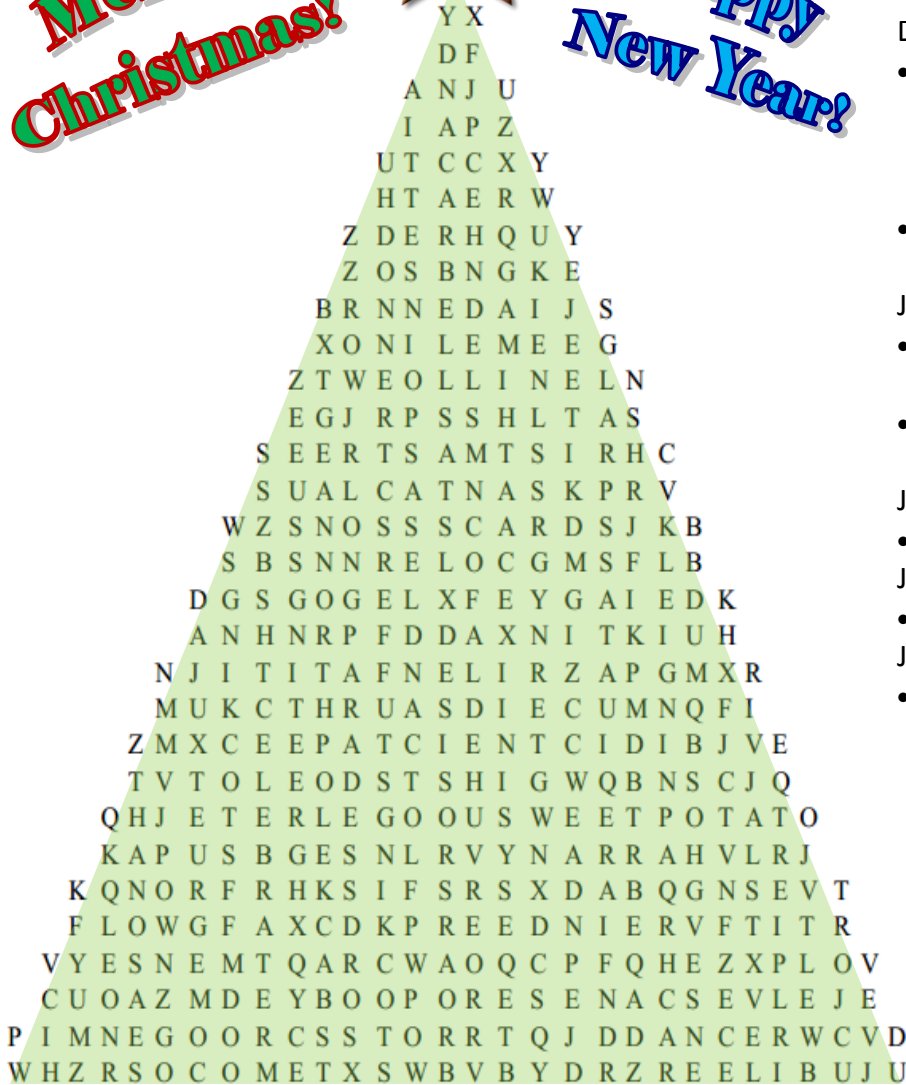 Christmas!
New Year!
Y X
D F
A N J U
I A P Z
U T C C X Y
H T A E R W
Z D E R H Q U Y
Z O S B N G K E
B R N N E D A I J S
X O N I L E M E E G
Z T W E O L L I N E L N
E G J R P S S H L T A S
S E E R T S A M T S I R H C
S U A L C A T N A S K P R V
W Z S N O S S S C A R D S J K B
S B S N N R E L O C G M S F L B
D G S G O G E L X F E Y G A I E D K
A N H N R P F D D A X N I T K I U H
N J I T I T A F N E L I R Z A P G M X R
M U K C T H R U A S D I E C U M N Q F I
Z M X C E E P A T C I E N T C I D I B J V E
T V T O L E O D S T S H I G W Q B N S C J Q
Q H J E T E R L E G O O U S W E E T P O T A T O
K A P U S B G E S N L R V Y N A R R A H V L R J
K Q N O R F R H K S I F S R S X D A B Q G N S E V T
F L O W G F A X C D K P R E E D N I E R V F T I T R
V Y E S N E M T Q A R C W A O Q C P F Q H E Z X P L O V
C U O A Z M D E Y B O O P O R E S E N A C S E V L E J E
P I M N E G O O R C S S T O R R T Q J D D A N C E R W C V D
W H Z R S O C O M E T X S W B V B Y D R Z R E E L I B U J U